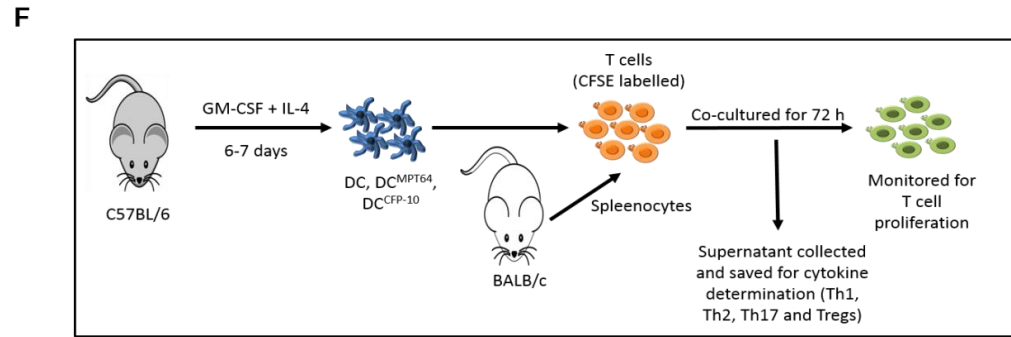 F
GM-CSF + IL-4
6-7 days
C57BL/6
DC, DC^MPT64,
DC^CFP-10
BALB/c
Spleenocytes
T cells
(CFSE labelled)
Co-cultured for 72 h
Monitored for
T cell
proliferation
Supernatant collected
and saved for cytokine
determination (Th1,
Th2, Th17 and Tregs)